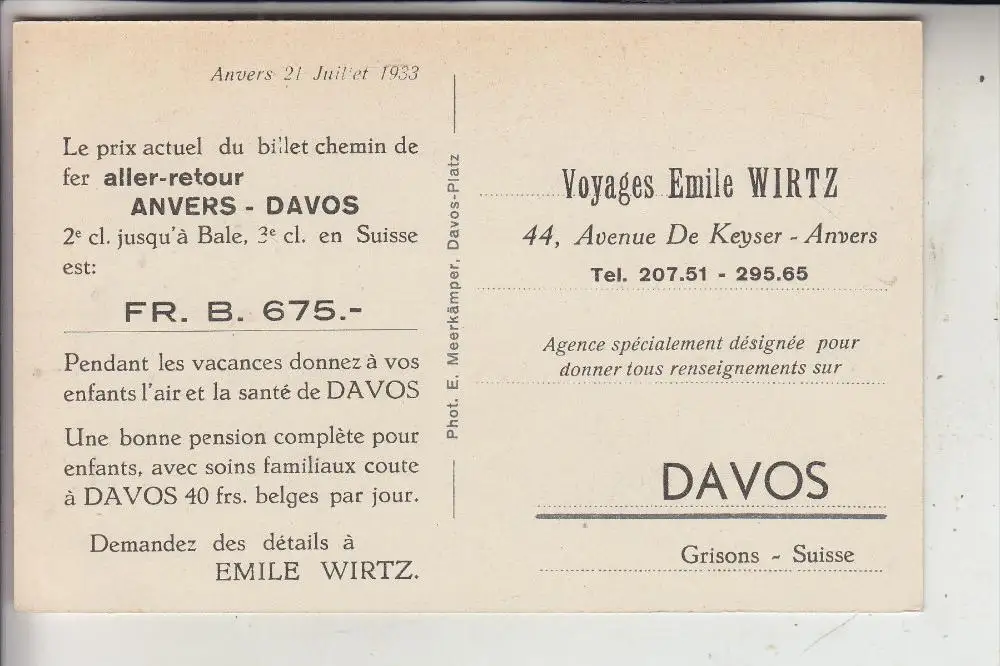 Anvers 21 Juillet 1933
Le prix actuel du billet chemin de
fer aller-retour
ANVERS - DAVOS
2e cl. jusqu'à Bale, 3e cl. en Suisse
est:
FR. B. 675.-
Pendant les vacances donnez à vos
enfants l'air et la santé de DAVOS
Une bonne pension complète pour
enfants, avec soins familiaux coute
à DAVOS 40 frs. belges par jour.
Demandez des détails à
EMILE WIRTZ.
Phot. E. Meerkämper, Davos-Platz
Voyages Emile WIRTZ
44, Avenue De Keyser - Anvers
Tel. 207.51 - 295.65
Agence spécialement désignée pour
donner tous renseignements sur
DAVOS
Grisons - Suisse